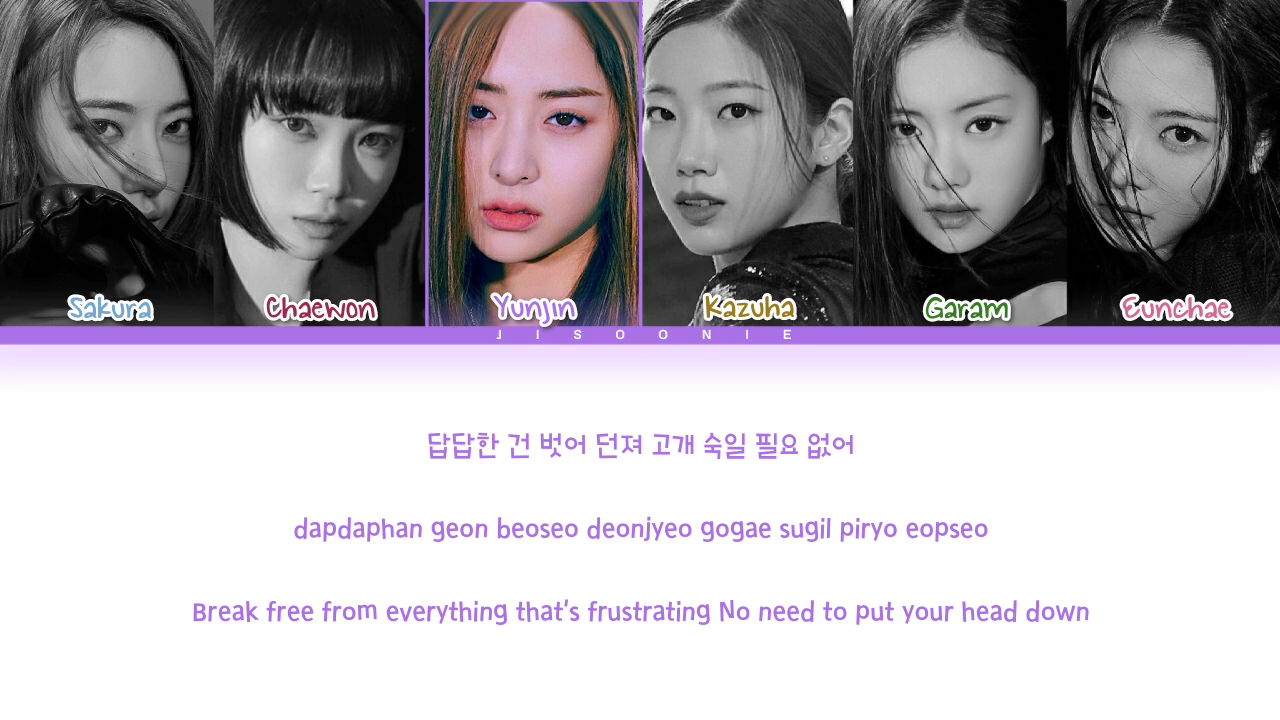 Sakura Chaewon Yunjin Kazuha Garam Eunchae
JISOONIE
답답한 건 벗어 던져 고개 숙일 필요 없어
dapdaphan geon beoseo deonjyeo gogae sugil piryo eopseo
Break free from everything that's frustrating No need to put your head down